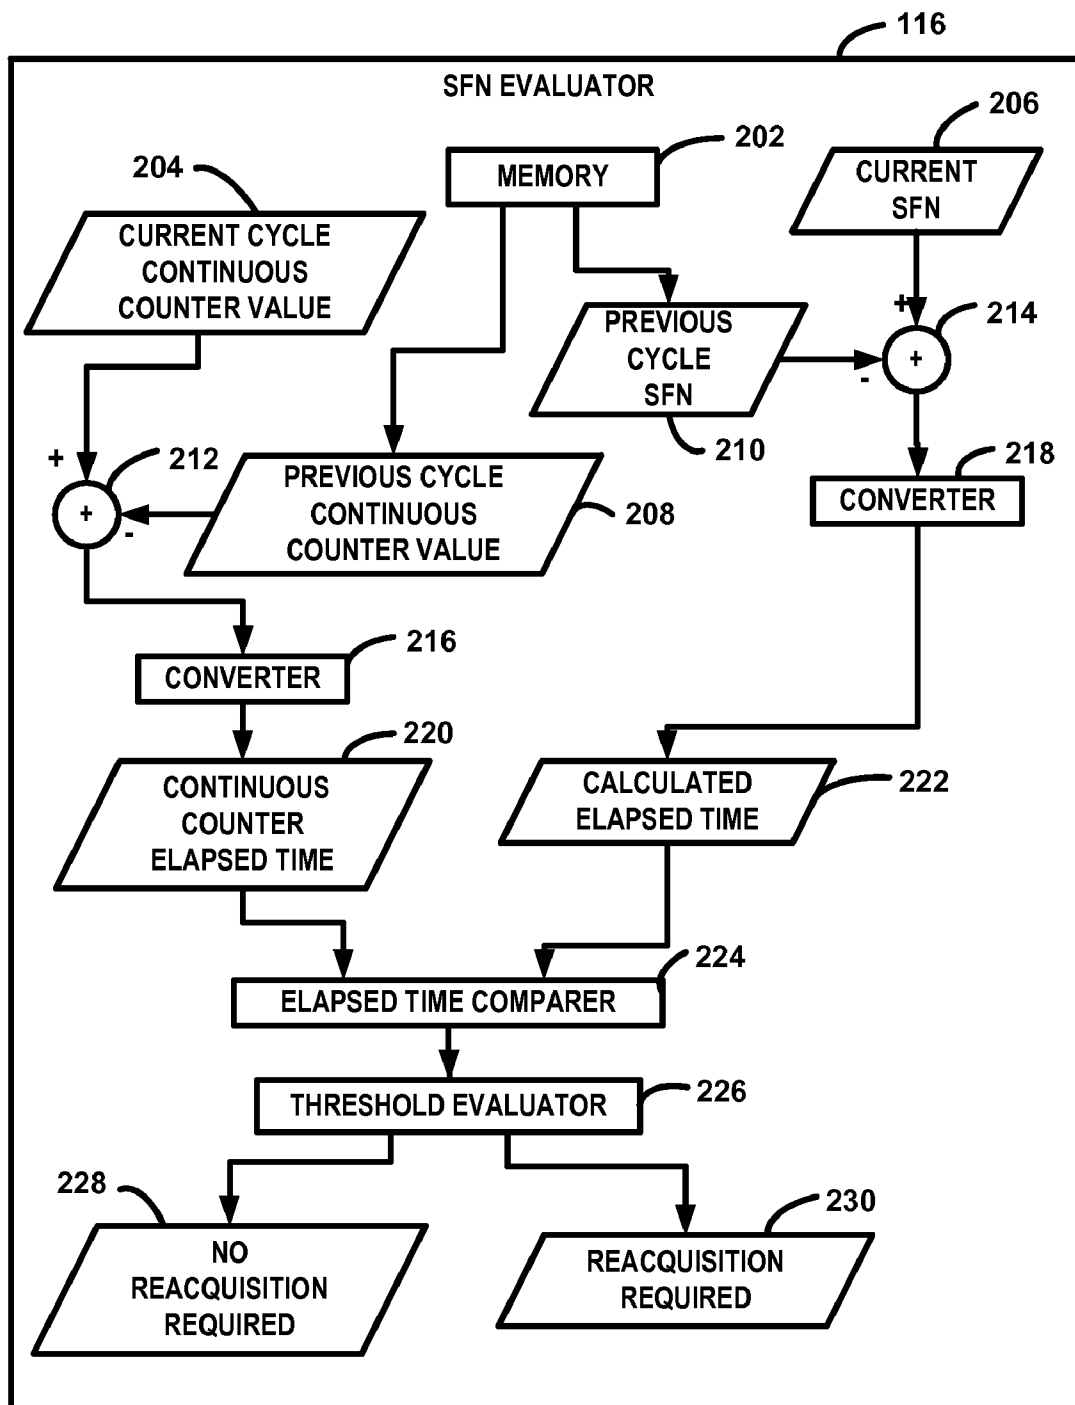 116
SFN EVALUATOR
206
202
204
MEMORY
CURRENT
SFN
CURRENT CYCLE
CONTINUOUS
COUNTER VALUE
+
214
PREVIOUS
CYCLE
SFN
+
-
210
218
+
212
PREVIOUS CYCLE
CONTINUOUS
COUNTER VALUE
CONVERTER
+
-
208
216
CONVERTER
220
CONTINUOUS
COUNTER
ELAPSED TIME
CALCULATED
ELAPSED TIME
222
224
ELAPSED TIME COMPARER
226
THRESHOLD EVALUATOR
228
230
NO
REACQUISITION
REQUIRED
REACQUISITION
REQUIRED